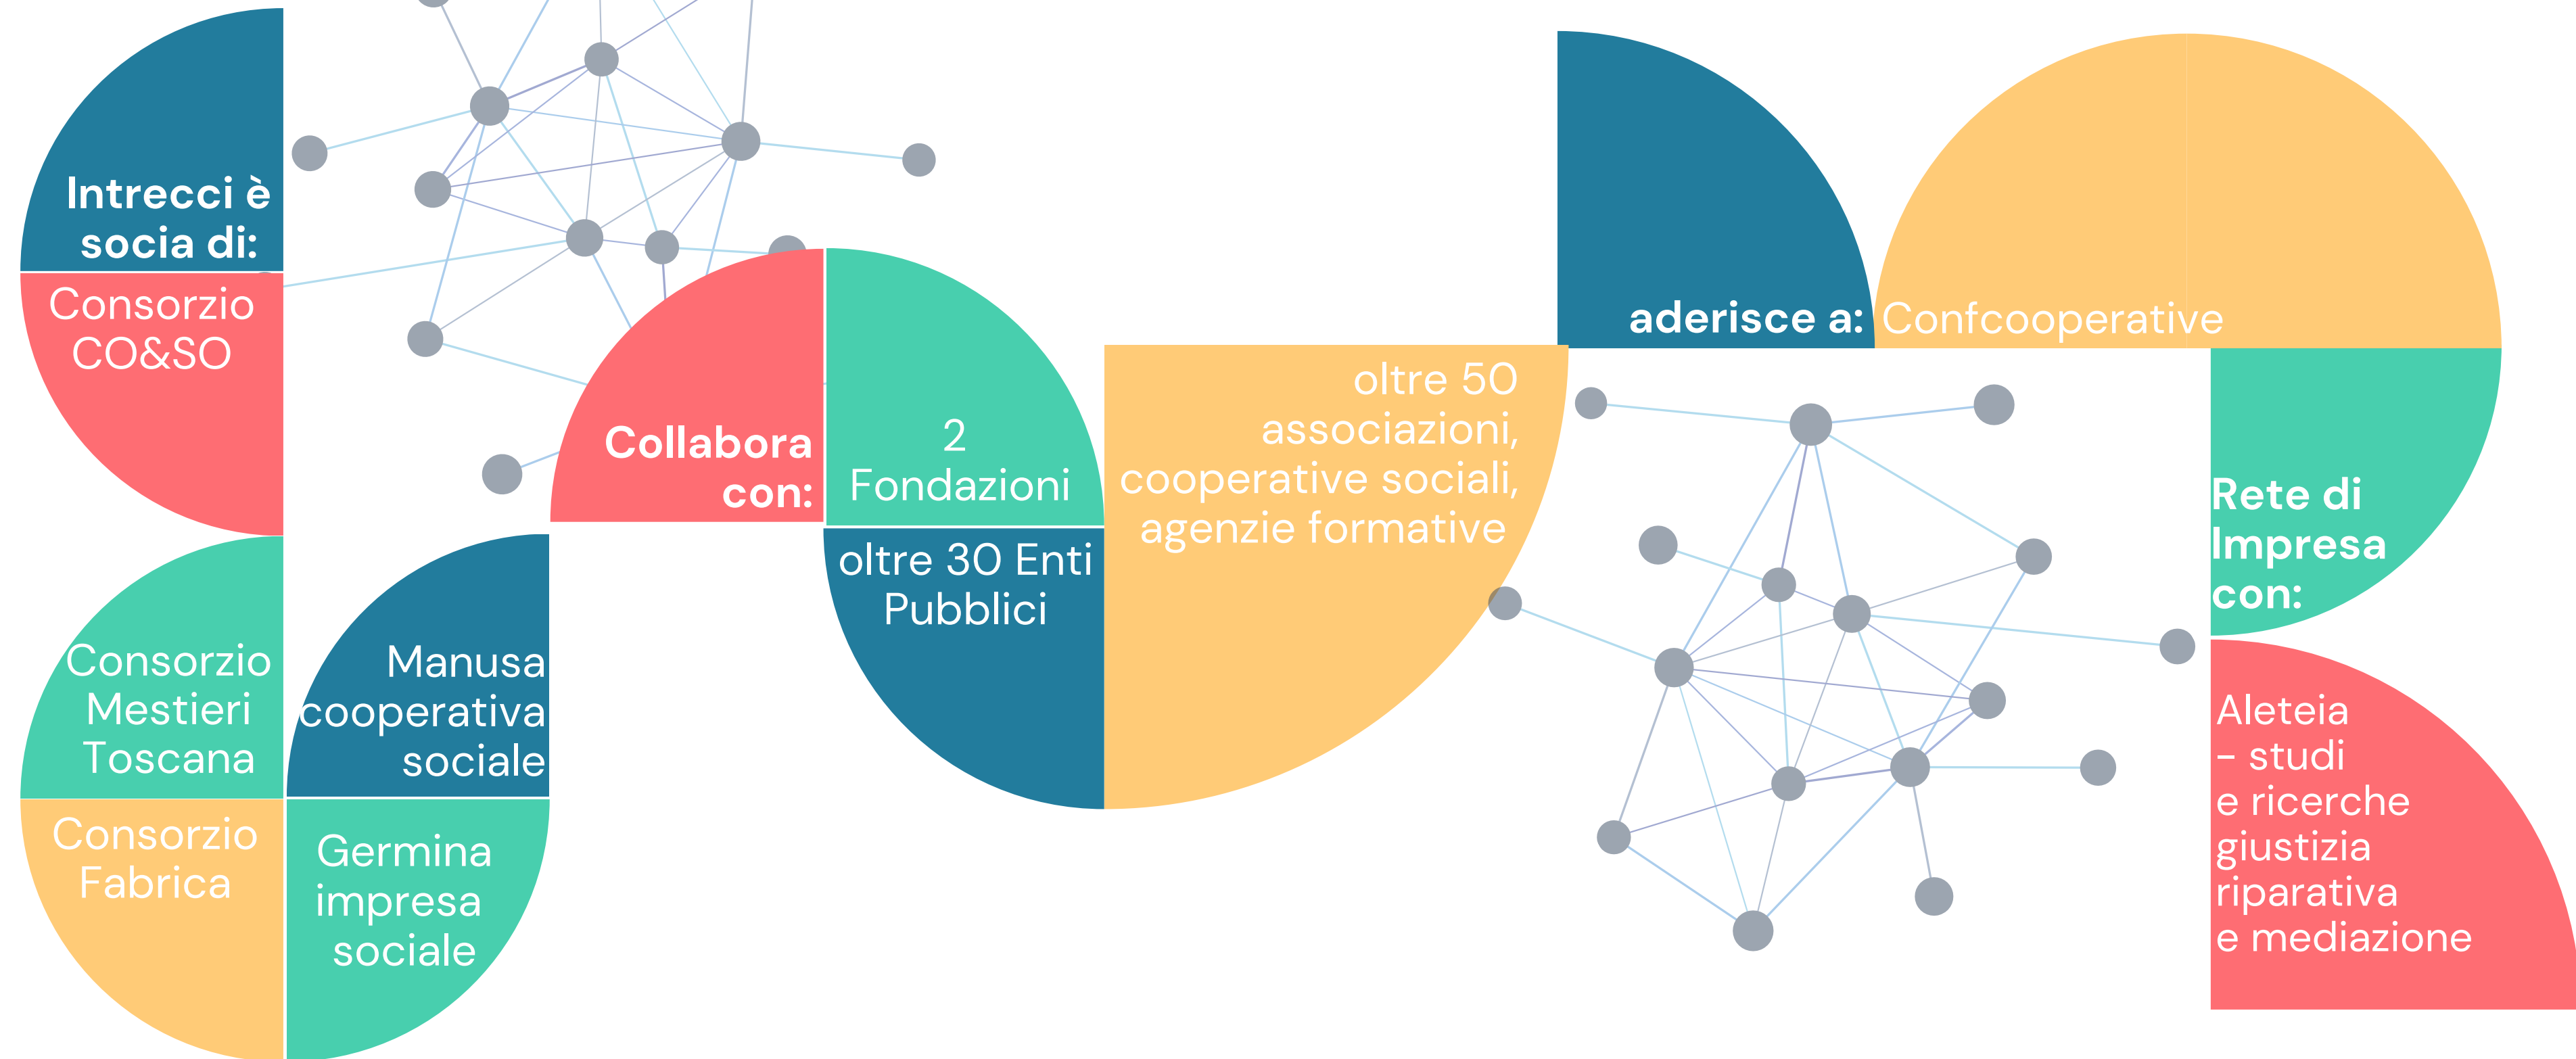 Intrecci è
socia di:
Consorzio
CO&SO
Consorzio
Mestieri
Toscana
Consorzio
Fabrica
Manusa
cooperativa
sociale
Germina
impresa
sociale
Collabora
con:
2
Fondazioni
oltre 30 Enti
Pubblici
oltre 50
associazioni,
cooperative sociali,
agenzie formative
aderisce a:
Confcooperative
Rete di
Impresa
con:
Aleteia
– studi
e ricerche
giustizia
riparativa
e mediazione